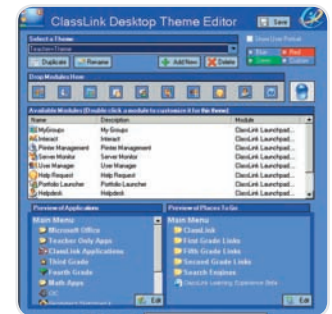 ClassLink Desktop Theme Editor
Save
Select a Theme:
Teacher-Theme
Show User Portrait
Duplicate Rename Add New Delete
Blue Red
Green Custom
Drop Modules Here:
Available Modules (Double click a module to customize it for this theme)
Name Description Module
MyGroups My Groups ClassLink Launchpad...
Interact Interact ClassLink Launchpad...
Printer Management Printer Management ClassLink Launchpad...
Server Monitor Server Monitor ClassLink Launchpad...
User Manager User Manager ClassLink Launchpad...
Help Request Help Request ClassLink Launchpad...
Portfolio Launcher Portfolio Launcher ClassLink Launchpad...
Helpdesk Helpdesk ClassLink Launchpad...
Preview of Applications
Main Menu
Microsoft Office
Teacher Only Apps
ClassLink Applications
Third Grade
Fourth Grade
Math Apps
Edit
Preview of Places To Go
Main Menu
ClassLink
First Grade Links
Fifth Grade Links
Second Grade Links
Search Engines
ClassLink Learning Experience Beta
Edit